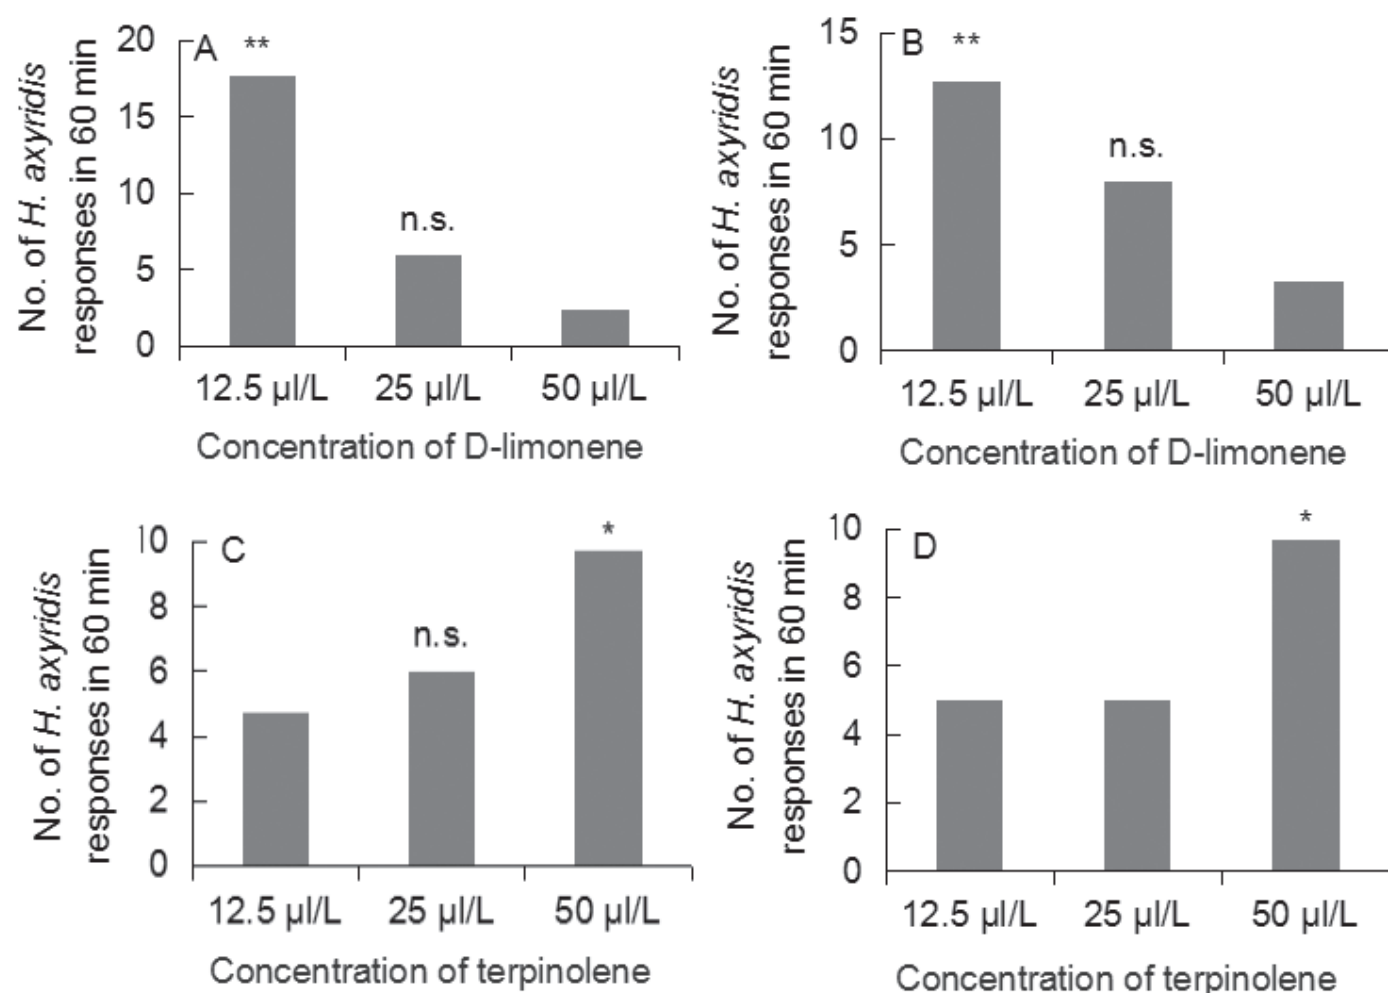 No. of H. axyridis
responses in 60 min
20
15
10
5
0
A
**
n.s.
12.5 µl/L 25 µl/L 50 µl/L
Concentration of D-limonene
No. of H. axyridis
responses in 60 min
15
10
5
0
B
**
n.s.
12.5 µl/L 25 µl/L 50 µl/L
Concentration of D-limonene
No. of H. axyridis
responses in 60 min
10
8
6
4
2
0
C
n.s.
*
12.5 µl/L 25 µl/L 50 µl/L
Concentration of terpinolene
No. of H. axyridis
responses in 60 min
10
8
6
4
2
0
D
*
12.5 µl/L 25 µl/L 50 µl/L
Concentration of terpinolene